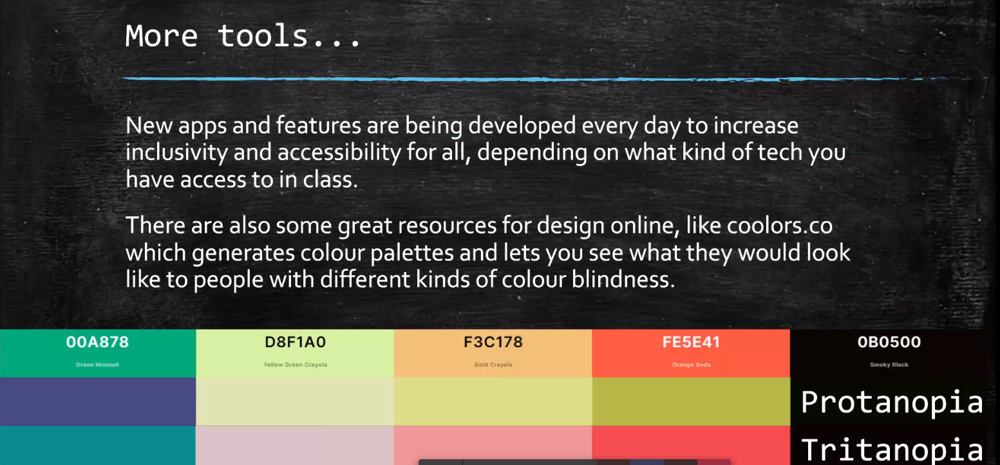 More tools...
New apps and features are being developed every day to increase
inclusivity and accessibility for all, depending on what kind of tech you
have access to in class.
There are also some great resources for design online, like coolors.co
which generates colour palettes and lets you see what they would look
like to people with different kinds of colour blindness.
00A878 D8F1A0 F3C178 FE5E41 0B0500
Green Munsell Yellow Green Crayola Gold Crayola Orange Soda Smoky Black
Protanopia
Tritanopia